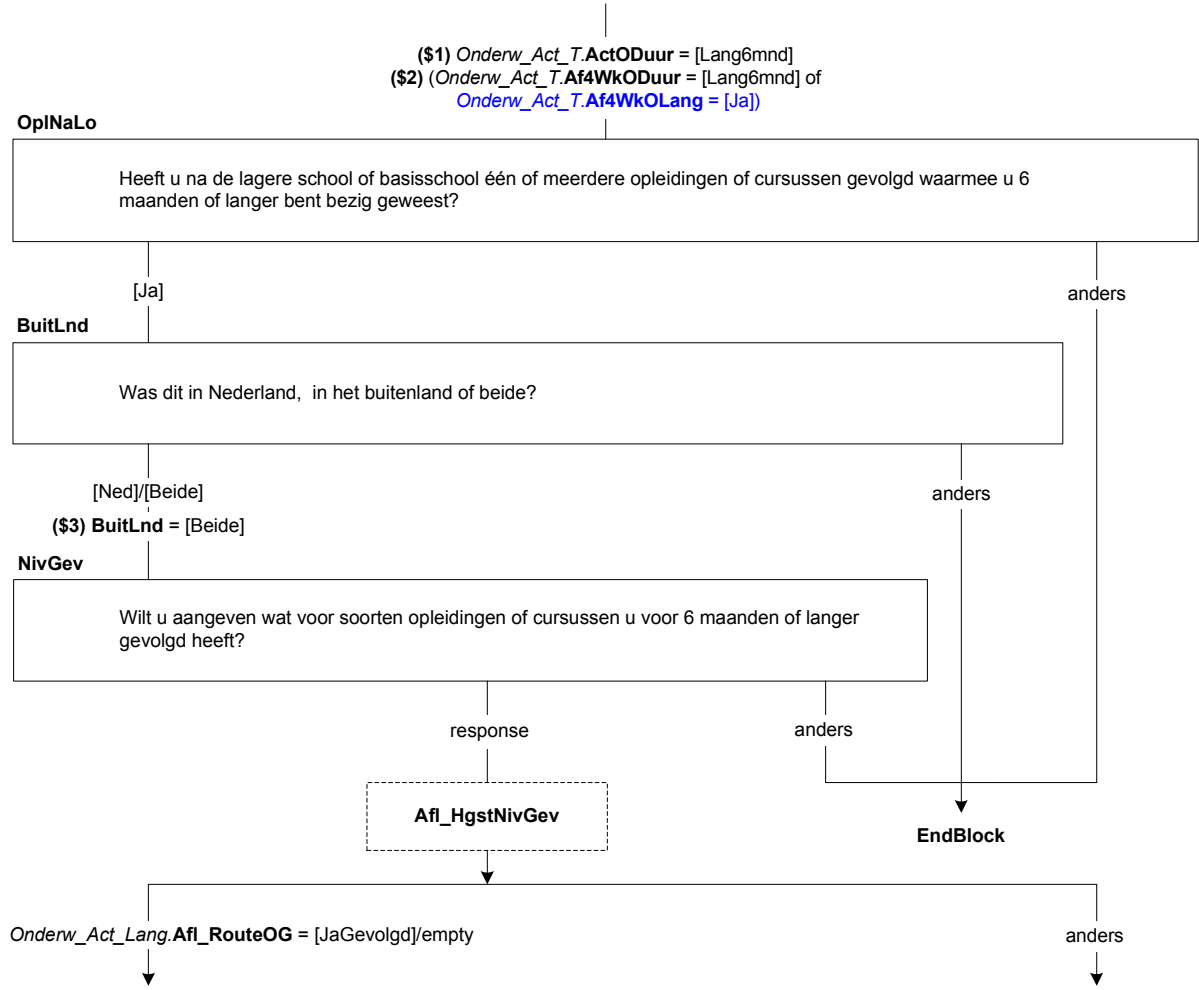 ($1) Onderw_Act_T.ActODuur = [Lang6mnd]
($2) (Onderw_Act_T.Af4WkODuur = [Lang6mnd] of
Onderw_Act_T.Af4WkOLang = [Ja])
OplNaLo
Heeft u na de lagere school of basisschool één of meerdere opleidingen of cursussen gevolgd waarmee u 6
maanden of langer bent bezig geweest?
[Ja]
anders
BuitLnd
Was dit in Nederland, in het buitenland of beide?
[Ned]/[Beide]
anders
($3) BuitLnd = [Beide]
NivGev
Wilt u aangeven wat voor soorten opleidingen of cursussen u voor 6 maanden of langer
gevolgd heeft?
response
anders
Afl_HgstNivGev
EndBlock
Onderw_Act_Lang.Afl_RouteOG = [JaGevolgd]/empty
anders